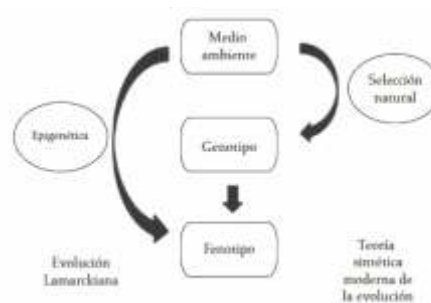 Medio
ambiente
Selección
natural
Epigenética
Genotipo
Fenotipo
Evolución
Lamarckiana
Teoría
sintética
moderna de
la evolución